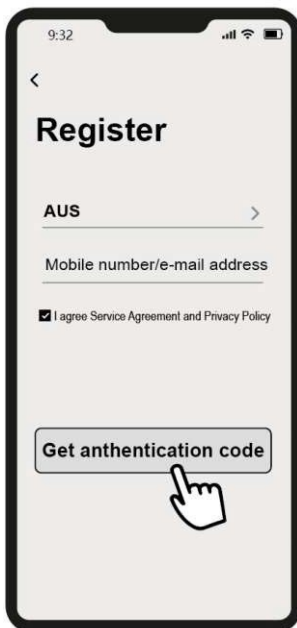 9:32
Register
AUS
Mobile number/e-mail address
I agree Service Agreement and Privacy Policy
Get anthentication code